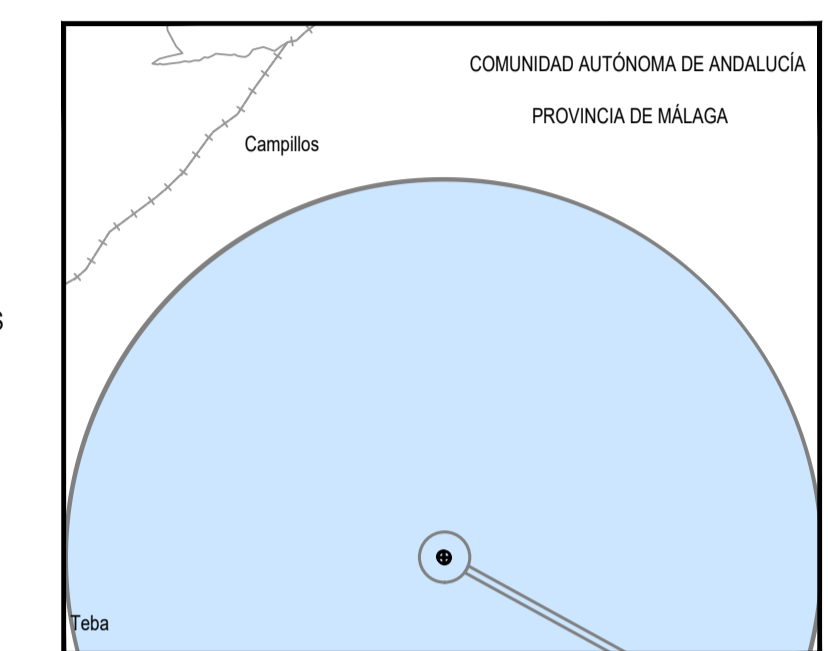 COMUNIDAD AUTÓNOMA DE ANDALUCÍA
PROVINCIA DE MÁLAGA
Campillos
S
Teba